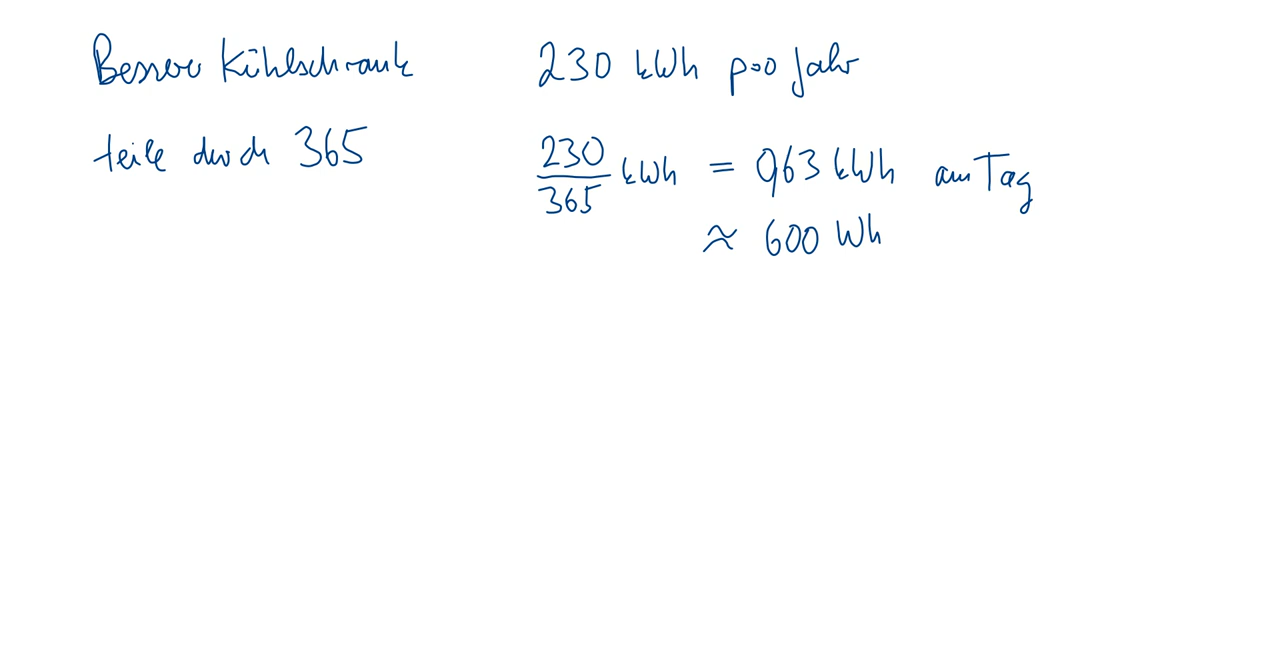 Besserer Kühlschrank 230 kWh pro Jahr
teile durch 365 230/365 kWh = 0,63 kWh am Tag
≈ 600 Wh